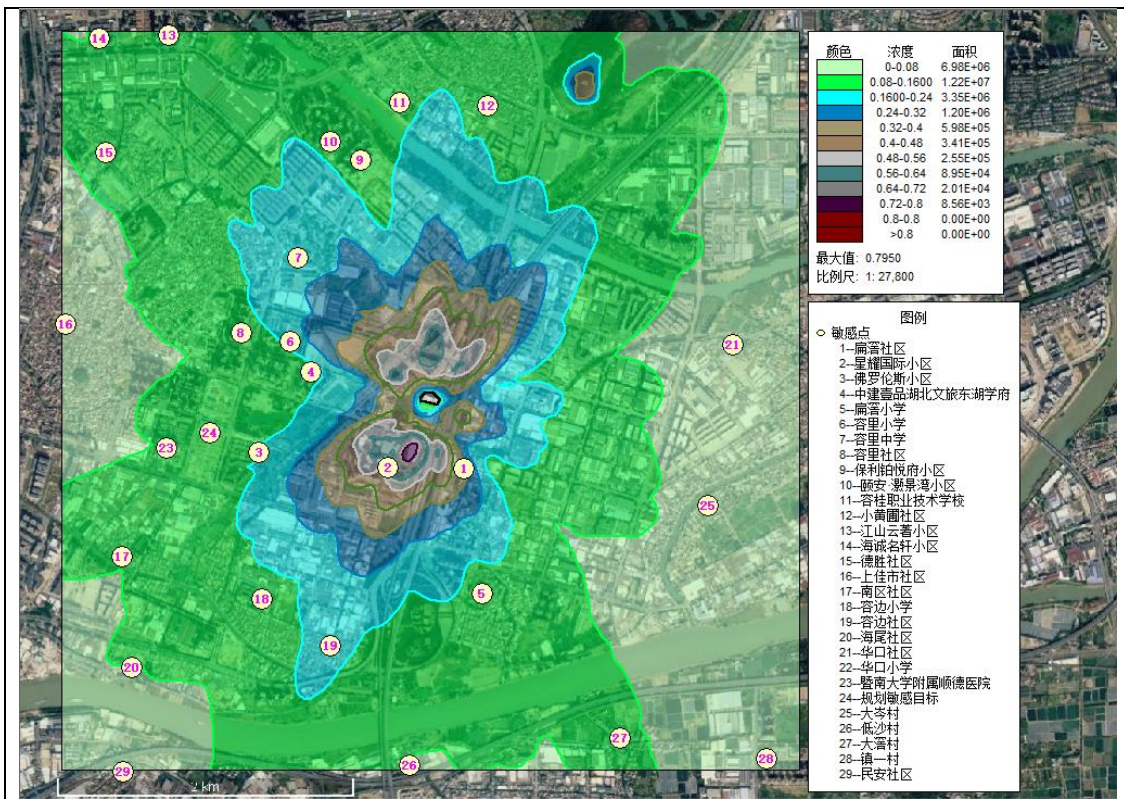 颜色 浓度 面积
0-0.08 6.98E+06
0.08-0.1600 1.22E+07
0.1600-0.24 3.35E+06
0.24-0.32 1.20E+06
0.32-0.4 5.98E+05
0.4-0.48 3.41E+05
0.48-0.56 2.55E+05
0.56-0.64 8.95E+04
0.64-0.72 2.01E+04
0.72-0.8 8.56E+03
0.8-0.8 0.00E+00
>0.8 0.00E+00
最大值: 0.7950
比例尺: 1: 27,800
图例
敏感点
1--扁滘社区
2--星耀国际小区
3--佛罗伦斯小区
4--中建壹品湖北文旅东湖学府
5--扁滘小学
6--容里小学
7--容里中学
8--容里社区
9--保利铂悦府小区
10--颐安·灏景湾小区
11--容桂职业技术学校
12--小黄圃社区
13--江山云著小区
14--海诚名轩小区
15--德胜社区
16--上佳市社区
17--南区社区
18--容边小学
19--容边社区
20--海尾社区
21--华口社区
22--华口小学
23--暨南大学附属顺德医院
24--规划敏感目标
25--大岑村
26--低沙村
27--大滘村
28--镇一村
29--民安社区
14
13
11
12
10
9
15
7
16
8
6
21
4
24
23
3
2
1
25
17
18
5
19
20
27
26
28
29
2 km